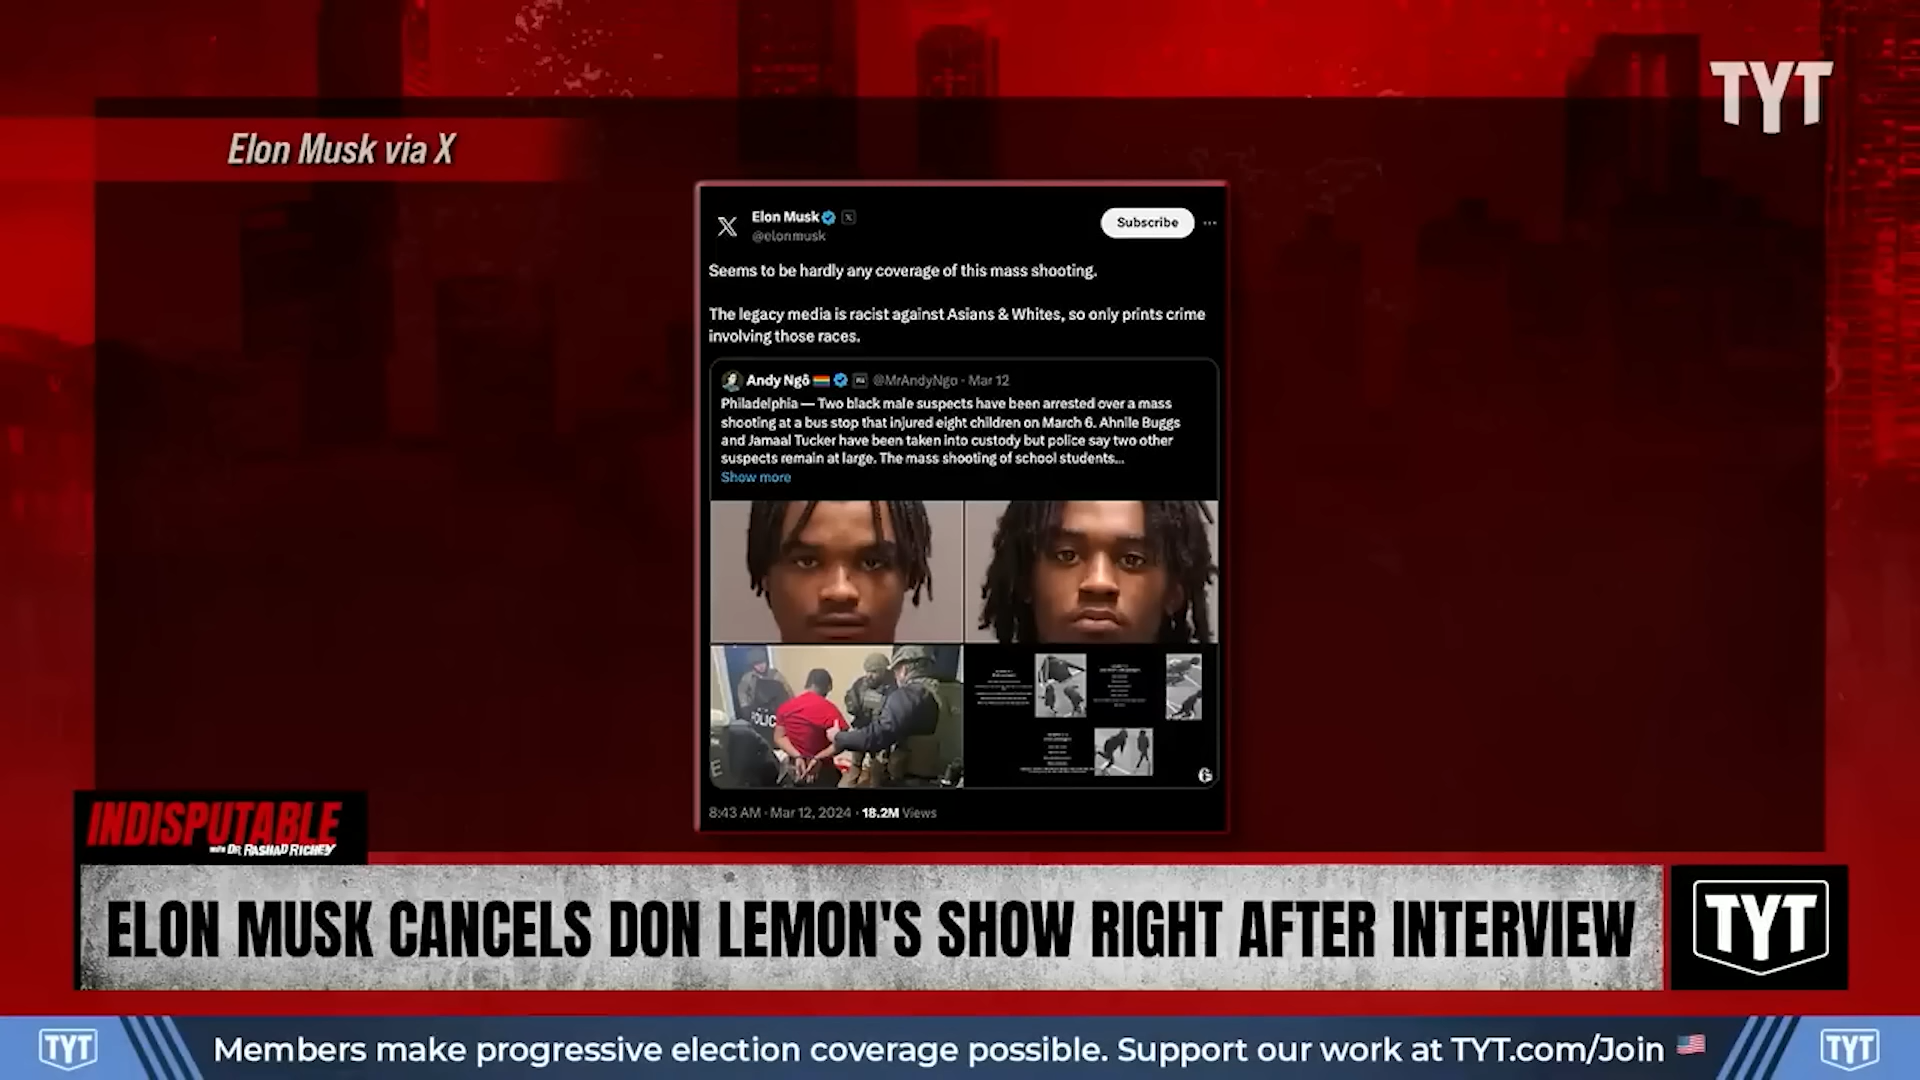 TYT
Elon Musk via X
Elon Musk
@elonmusk
Subscribe
Seems to be hardly any coverage of this mass shooting.
The legacy media is racist against Asians & Whites, so only prints crime
involving those races.
Andy Ngô @MrAndyNgo · Mar 12
Philadelphia — Two black male suspects have been arrested over a mass
shooting at a bus stop that injured eight children on March 6. Ahnile Buggs
and Jamaal Tucker have been taken into custody but police say two other
suspects remain at large. The mass shooting of school students...
Show more
POLIC
E
8:43 AM · Mar 12, 2024 · 18.2M Views
INDISPUTABLE
WITH DR. RASHAD RICHEY
ELON MUSK CANCELS DON LEMON'S SHOW RIGHT AFTER INTERVIEW
TYT
TYT
Members make progressive election coverage possible. Support our work at TYT.com/Join
TYT